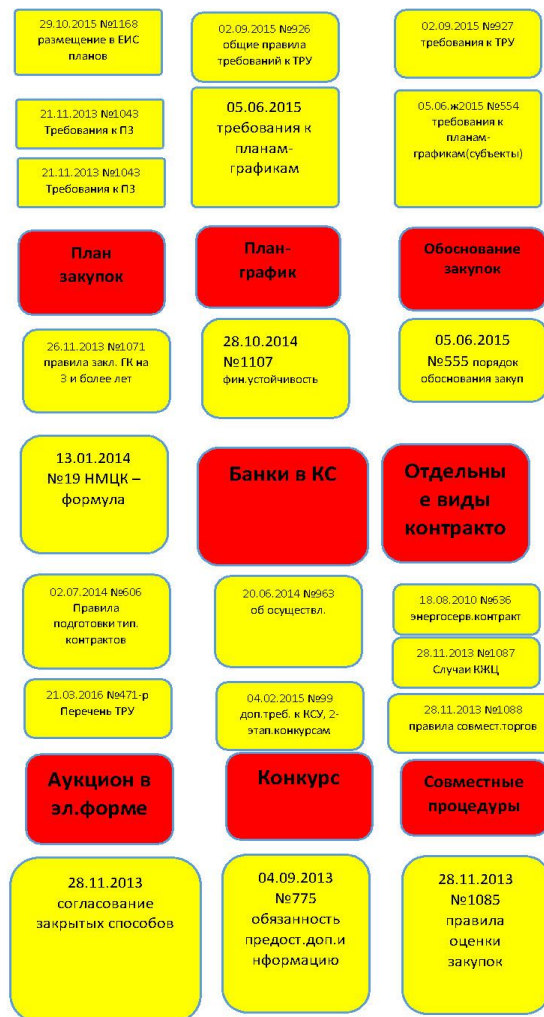 29.10.2015 №1168
размещение в ЕИС
планов
02.09.2015 №926
общие правила
требований к ТРУ
02.09.2015 №927
требования к ТРУ
21.11.2013 №1043
Требования к ПЗ
21.11.2013 №1043
Требования к ПЗ
05.06.2015
требования к
планам-
графикам
05.06.ж2015 №554
требования к
планам-
графикам(субъекты)
План
закупок
План-
график
Обоснование
закупок
26.11.2013 №1071
правила закл. ГК на
3 и более лет
28.10.2014
№1107
фин.устойчивость
05.06.2015
№555 порядок
обоснования закуп
13.01.2014
№19 НМЦК –
формула
Банки в КС
Отдельны
е виды
контракто
02.07.2014 №606
Правила
подготовки тип.
контрактов
20.06.2014 №963
об осуществл.
18.08.2010 №636
энергосерв.контракт
28.11.2013 №1087
Случаи КЖЦ
21.03.2016 №471-р
Перечень ТРУ
04.02.2015 №99
доп.треб. к КСУ, 2-
этап.конкурсам
28.11.2013 №1088
правила совмест.торгов
Аукцион в
эл.форме
Конкурс
Совместные
процедуры
28.11.2013
согласование
закрытых способов
04.09.2013
№775
обязанность
предост.доп.и
нформацию
28.11.2013
№1085
правила
оценки
закупок